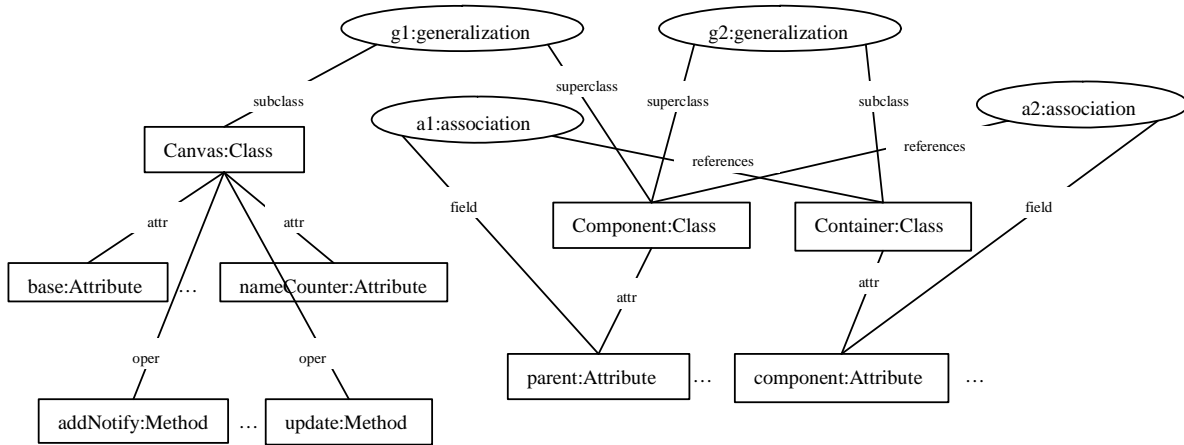 g1:generalization
g2:generalization
superclass
superclass
subclass
subclass
a1:association
a2:association
Canvas:Class
references
references
attr
attr
field
field
Component:Class
Container:Class
base:Attribute
...
nameCounter:Attribute
attr
attr
oper
oper
parent:Attribute
...
component:Attribute
...
addNotify:Method
...
update:Method